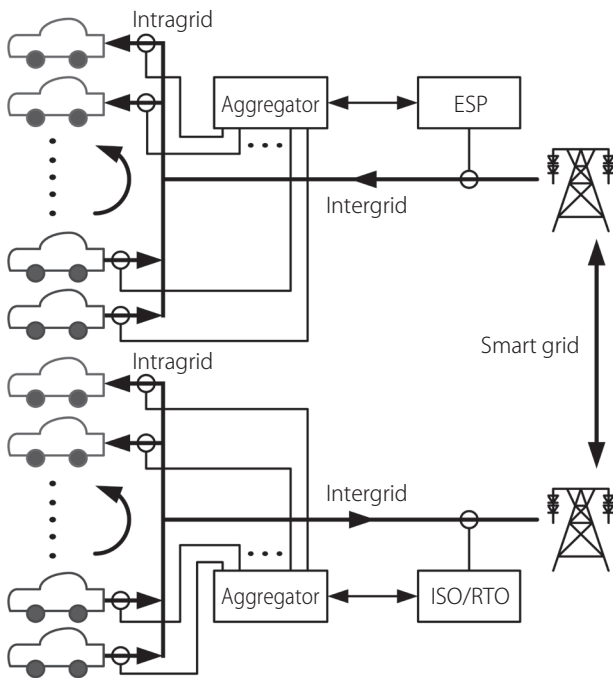 Intragrid
Aggregator
ESP
Intergrid
Smart grid
Intragrid
Intergrid
Aggregator
ISO/RTO